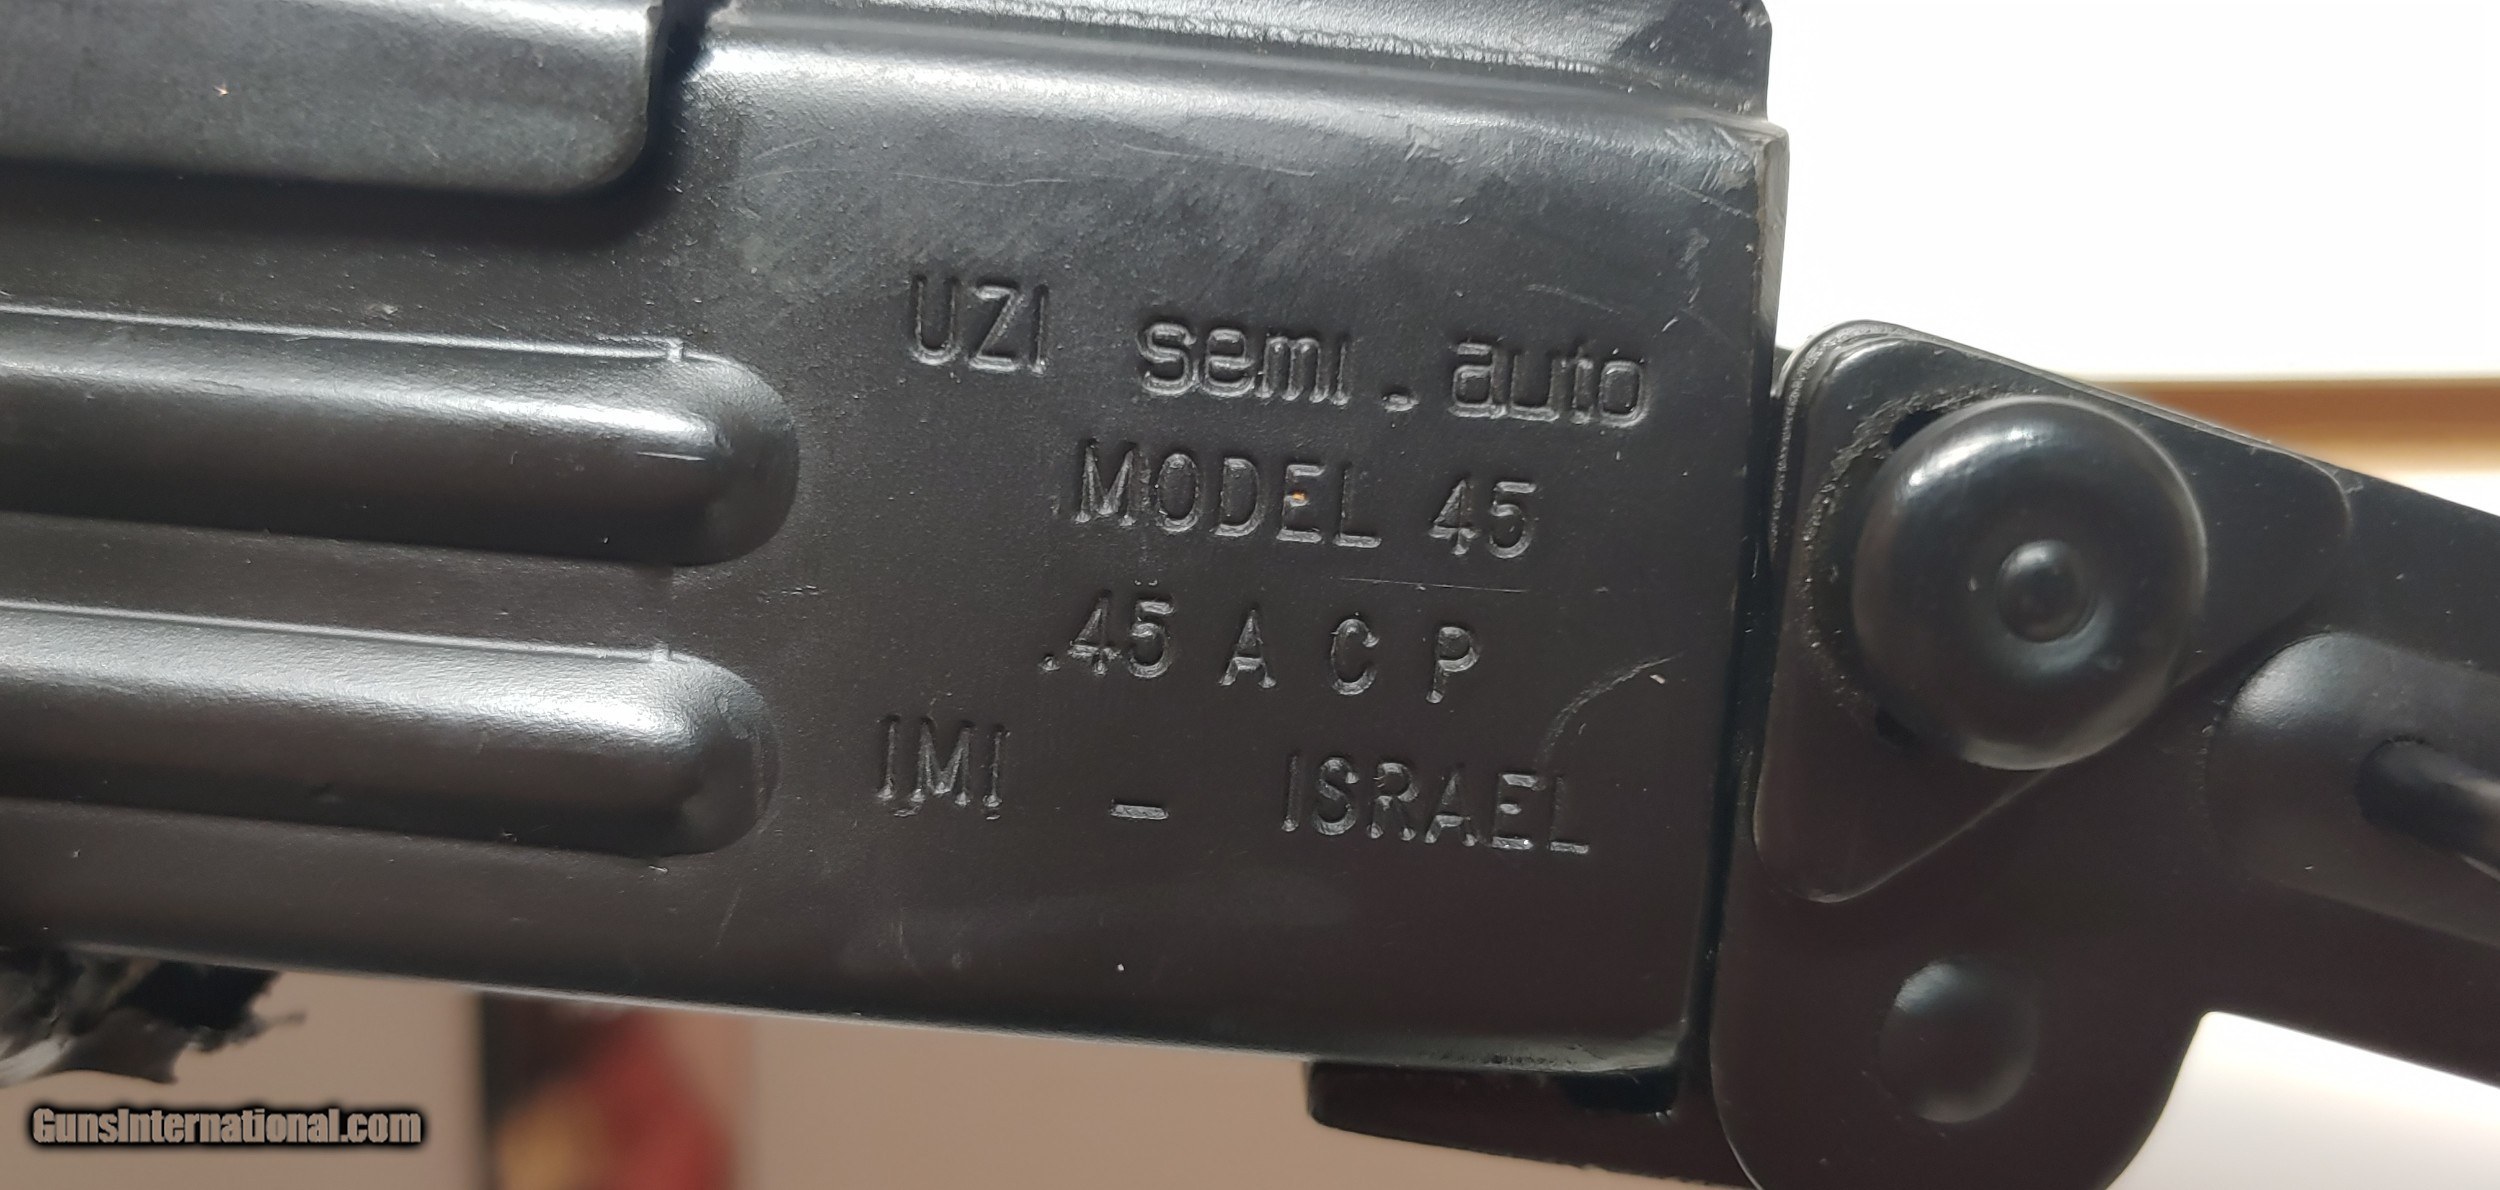 UZI semi. auto
MODEL 45
.45 A C P
IMI - ISRAEL
GunsInternational.com